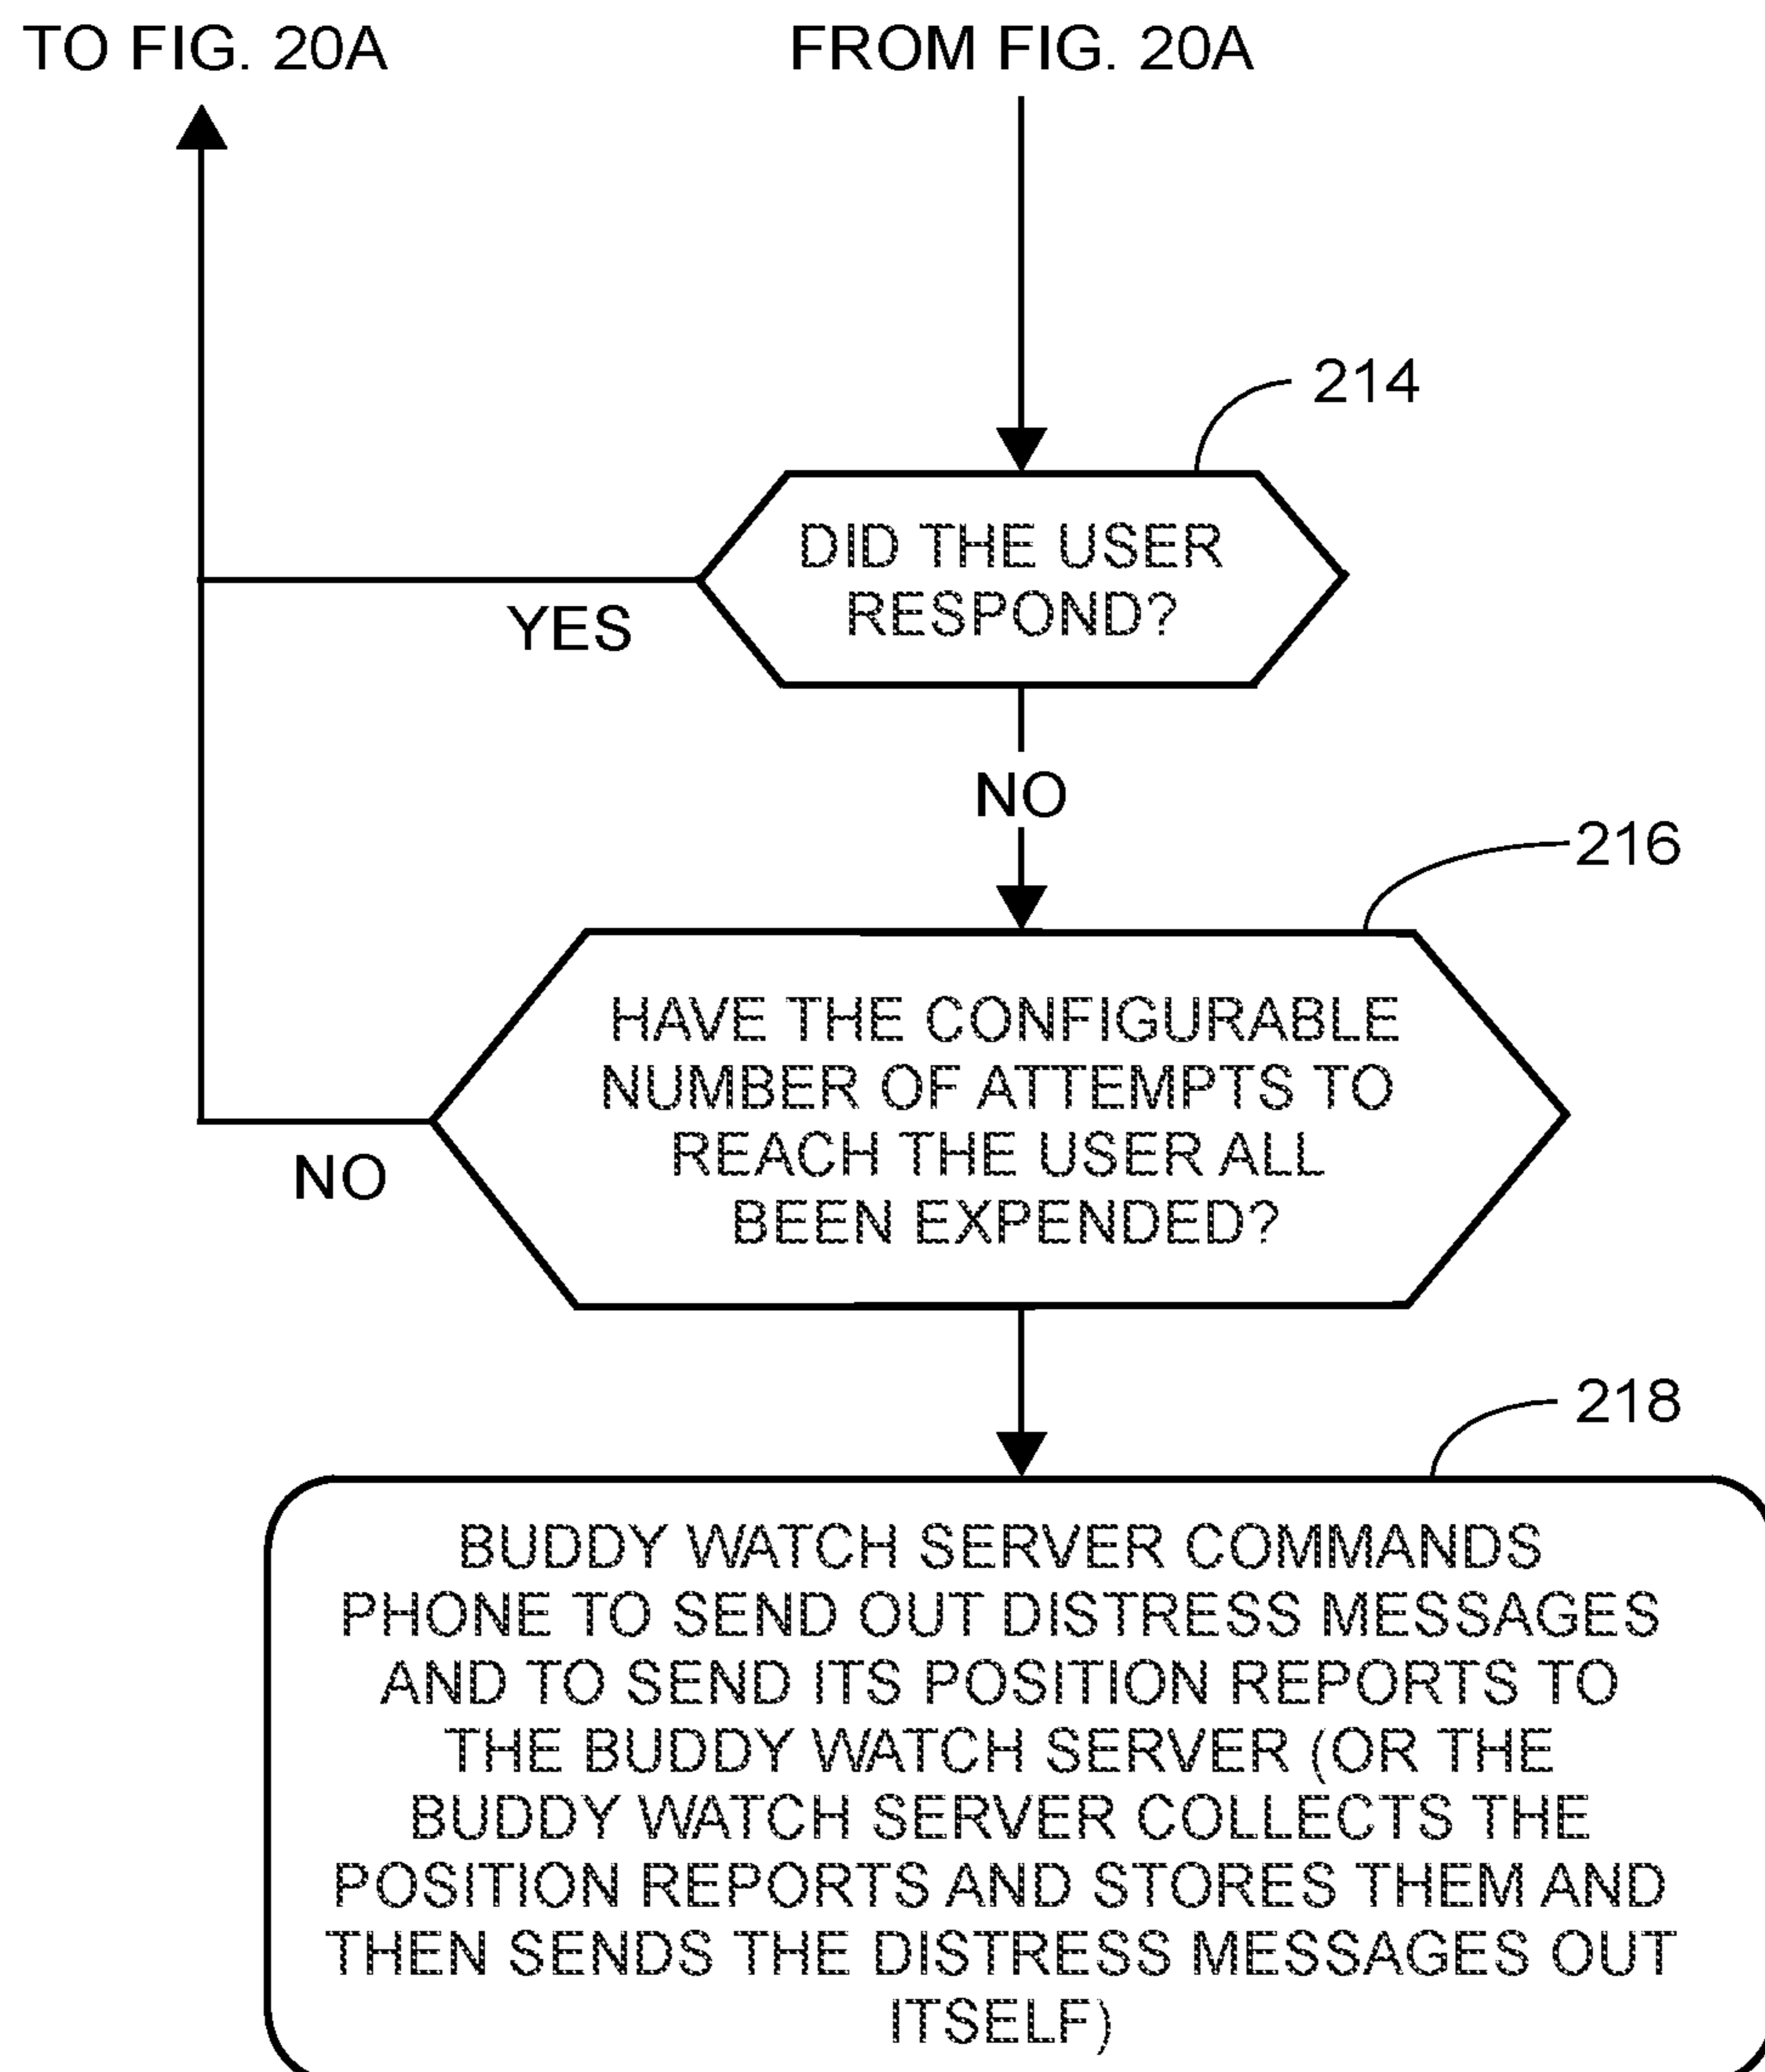 TO FIG. 20A
FROM FIG. 20A
214
DID THE USER
RESPOND?
YES
NO
216
HAVE THE CONFIGURABLE
NUMBER OF ATTEMPTS TO
REACH THE USER ALL
BEEN EXPENDED?
NO
218
BUDDY WATCH SERVER COMMANDS
PHONE TO SEND OUT DISTRESS MESSAGES
AND TO SEND ITS POSITION REPORTS TO
THE BUDDY WATCH SERVER (OR THE
BUDDY WATCH SERVER COLLECTS THE
POSITION REPORTS AND STORES THEM AND
THEN SENDS THE DISTRESS MESSAGES OUT
ITSELF)